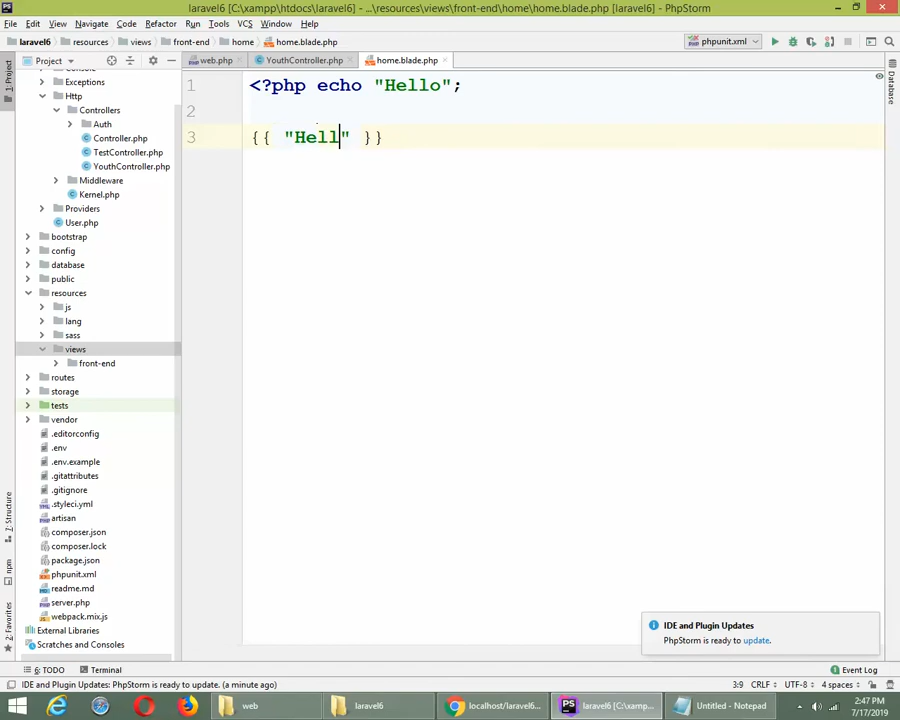 laravel6 [C:\xampp\htdocs\laravel6] - ...\resources\views\front-end\home\home.blade.php [laravel6] - PhpStorm
File Edit View Navigate Code Refactor Run Tools VCS Window Help
laravel6 resources views front-end home home.blade.php phpunit.xml
Project web.php YouthController.php home.blade.php
1: Project
Database
Exceptions
Http
Controllers
Auth
Controller.php
TestController.php
YouthController.php
Middleware
Kernel.php
Providers
User.php
bootstrap
config
database
public
resources
js
lang
sass
views
front-end
routes
storage
tests
vendor
.editorconfig
.env
.env.example
.gitattributes
.gitignore
.styleci.yml
artisan
composer.json
composer.lock
package.json
phpunit.xml
readme.md
server.php
webpack.mix.js
External Libraries
Scratches and Consoles
7: Structure
npm
2: Favorites
1 <?php echo "Hello";
2
3 {{ "Hell" }}
IDE and Plugin Updates
PhpStorm is ready to update.
6: TODO Terminal Event Log
IDE and Plugin Updates: PhpStorm is ready to update. (a minute ago) 3:9 CRLF UTF-8 4 spaces
web laravel6 localhost/laravel6... laravel6 [C:\xamp... Untitled - Notepad 2:47 PM
7/17/2019